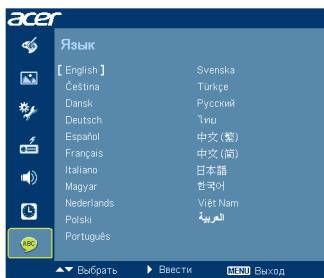 acer
Язык
[ English ]
Čeština
Dansk
Deutsch
Español
Français
Italiano
Magyar
Nederlands
Polski
Português
Svenska
Türkçe
Русский
ไทย
中文 (繁)
中文 (简)
日本語
한국어
Việt Nam
العربية
ABC
▲▼ Выбрать ▶ Ввести MENU Выход